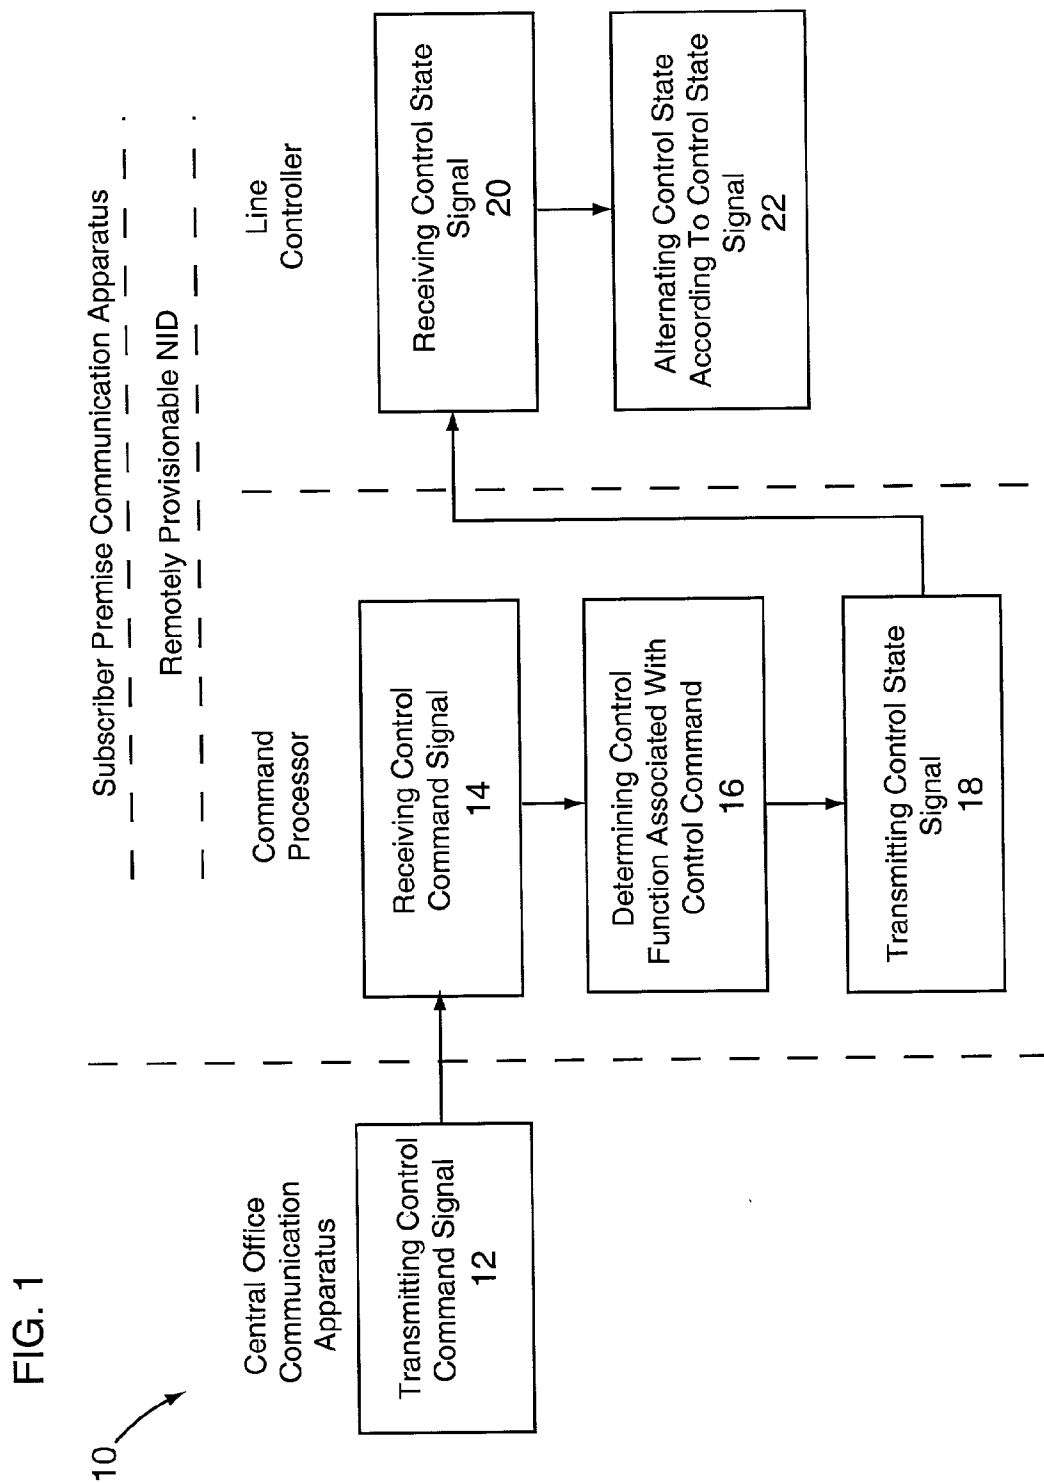 FIG. 1
10
Subscriber Premise Communication Apparatus
Remotely Provisionable NID
Central Office
Communication
Apparatus
Command
Processor
Line
Controller
Transmitting Control
Command Signal
12
Receiving Control
Command Signal
14
Determining Control
Function Associated With
Control Command
16
Transmitting Control State
Signal
18
Receiving Control State
Signal
20
Alternating Control State
According To Control State
Signal
22